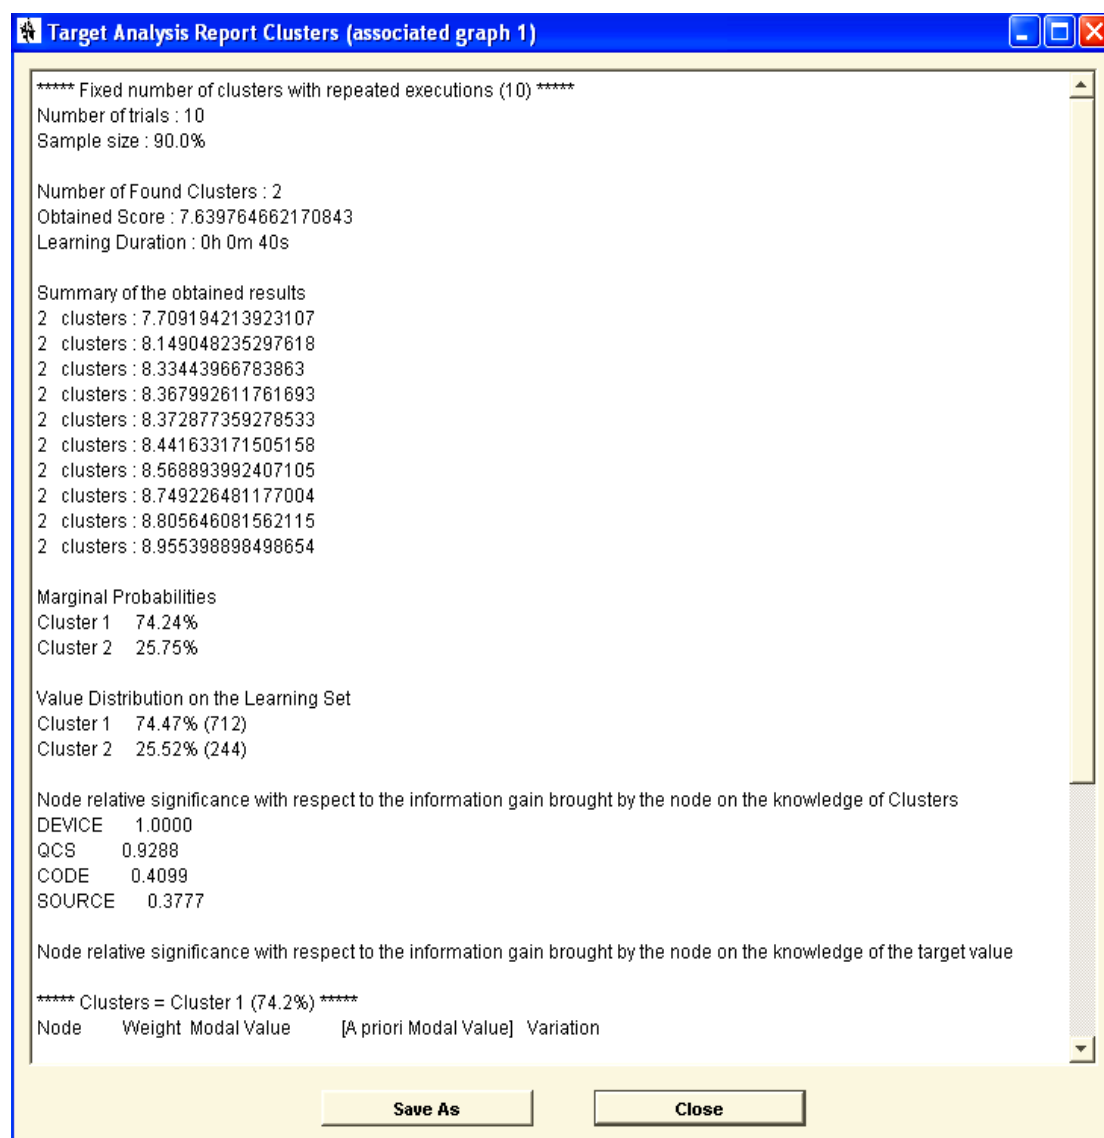 Target Analysis Report Clusters (associated graph 1)
***** Fixed number of clusters with repeated executions (10) *****
Number of trials : 10
Sample size : 90.0%
Number of Found Clusters : 2
Obtained Score : 7.639764662170843
Learning Duration : 0h 0m 40s
Summary of the obtained results
2 clusters : 7.709194213923107
2 clusters : 8.149048235297618
2 clusters : 8.33443966783863
2 clusters : 8.367992611761693
2 clusters : 8.372877359278533
2 clusters : 8.441633171505158
2 clusters : 8.568893992407105
2 clusters : 8.749226481177004
2 clusters : 8.805646081562115
2 clusters : 8.955398898498654
Marginal Probabilities
Cluster 1 74.24%
Cluster 2 25.75%
Value Distribution on the Learning Set
Cluster 1 74.47% (712)
Cluster 2 25.52% (244)
Node relative significance with respect to the information gain brought by the node on the knowledge of Clusters
DEVICE 1.0000
QCS 0.9288
CODE 0.4099
SOURCE 0.3777
Node relative significance with respect to the information gain brought by the node on the knowledge of the target value
***** Clusters = Cluster 1 (74.2%) *****
Node Weight Modal Value [A priori Modal Value] Variation
Save As Close